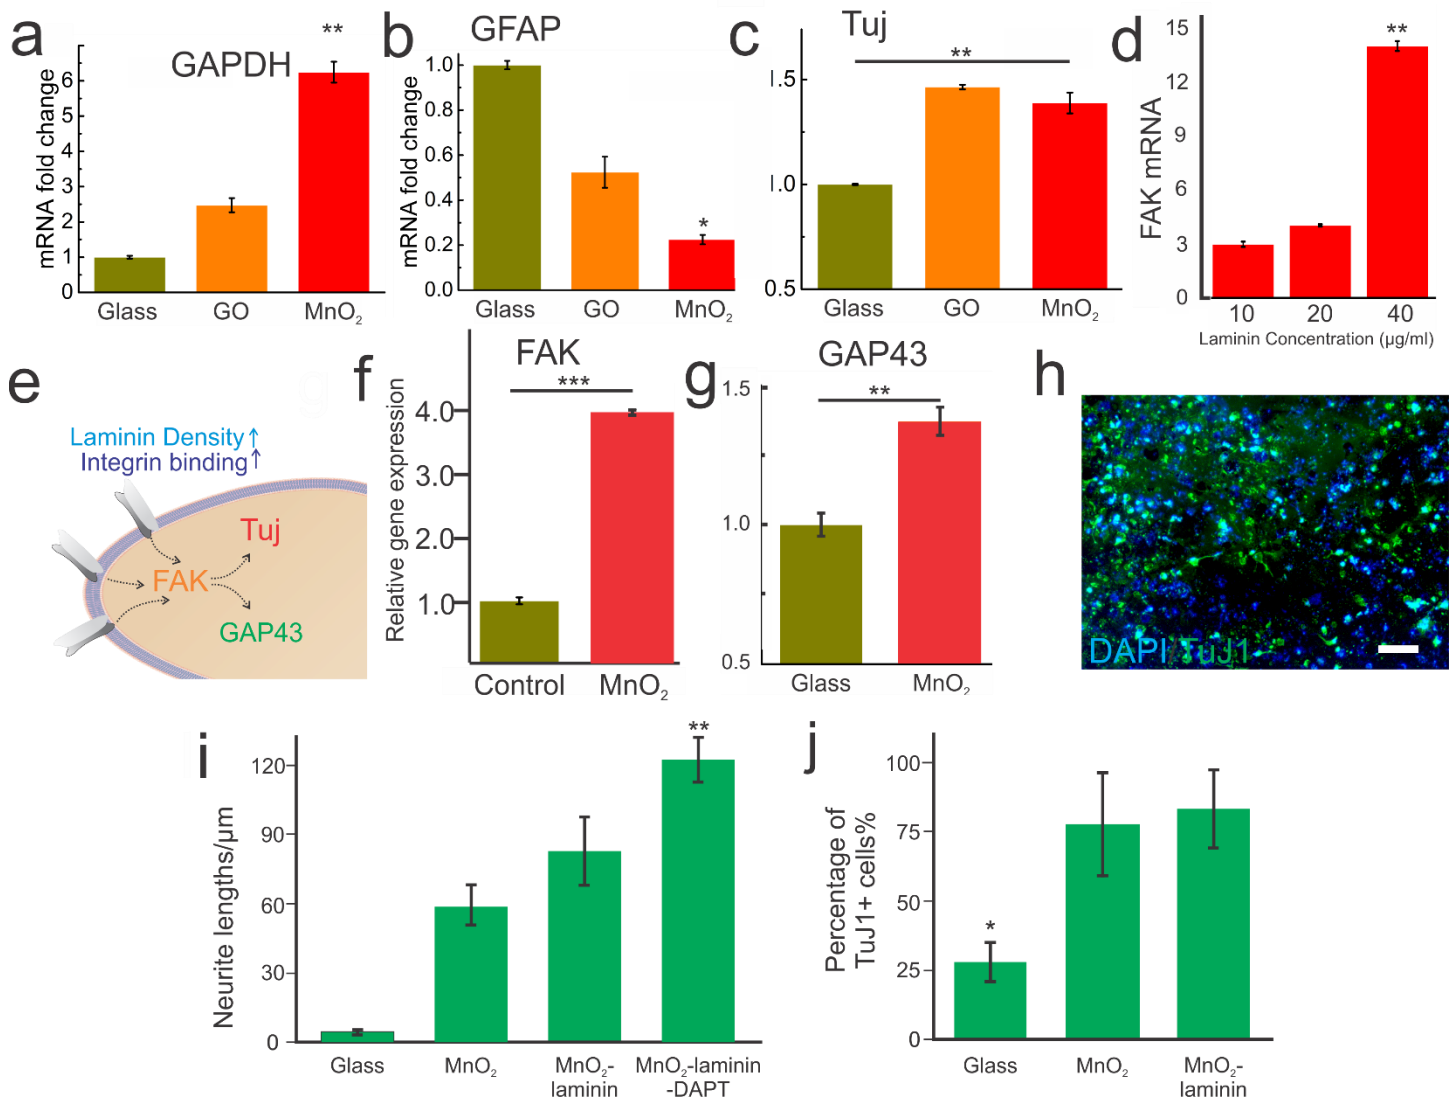 a
GAPDH
**
mRNA fold change
6
5
4
3
2
1
0
Glass
GO
MnO₂
b
GFAP
mRNA fold change
1.0
0.8
0.6
0.4
0.2
0.0
*
Glass
GO
MnO₂
c
Tuj
**
1.5
1.0
0.5
Glass
GO
MnO₂
d
FAK mRNA
15
12
9
6
3
0
**
10
20
40
Laminin Concentration (µg/ml)
e
Laminin Density↑
Integrin binding↑
Tuj
FAK
GAP43
f
FAK
***
Relative gene expression
4.0
3.0
2.0
1.0
Control
MnO₂
g
GAP43
**
1.5
1.0
0.5
Glass
MnO₂
h
DAPI TuJ1
i
Neurite lengths/µm
120
90
60
30
0
**
Glass
MnO₂
MnO₂-
laminin
MnO₂-laminin
-DAPT
j
Percentage of
TuJ1+ cells%
100
75
50
25
0
*
Glass
MnO₂
MnO₂-
laminin